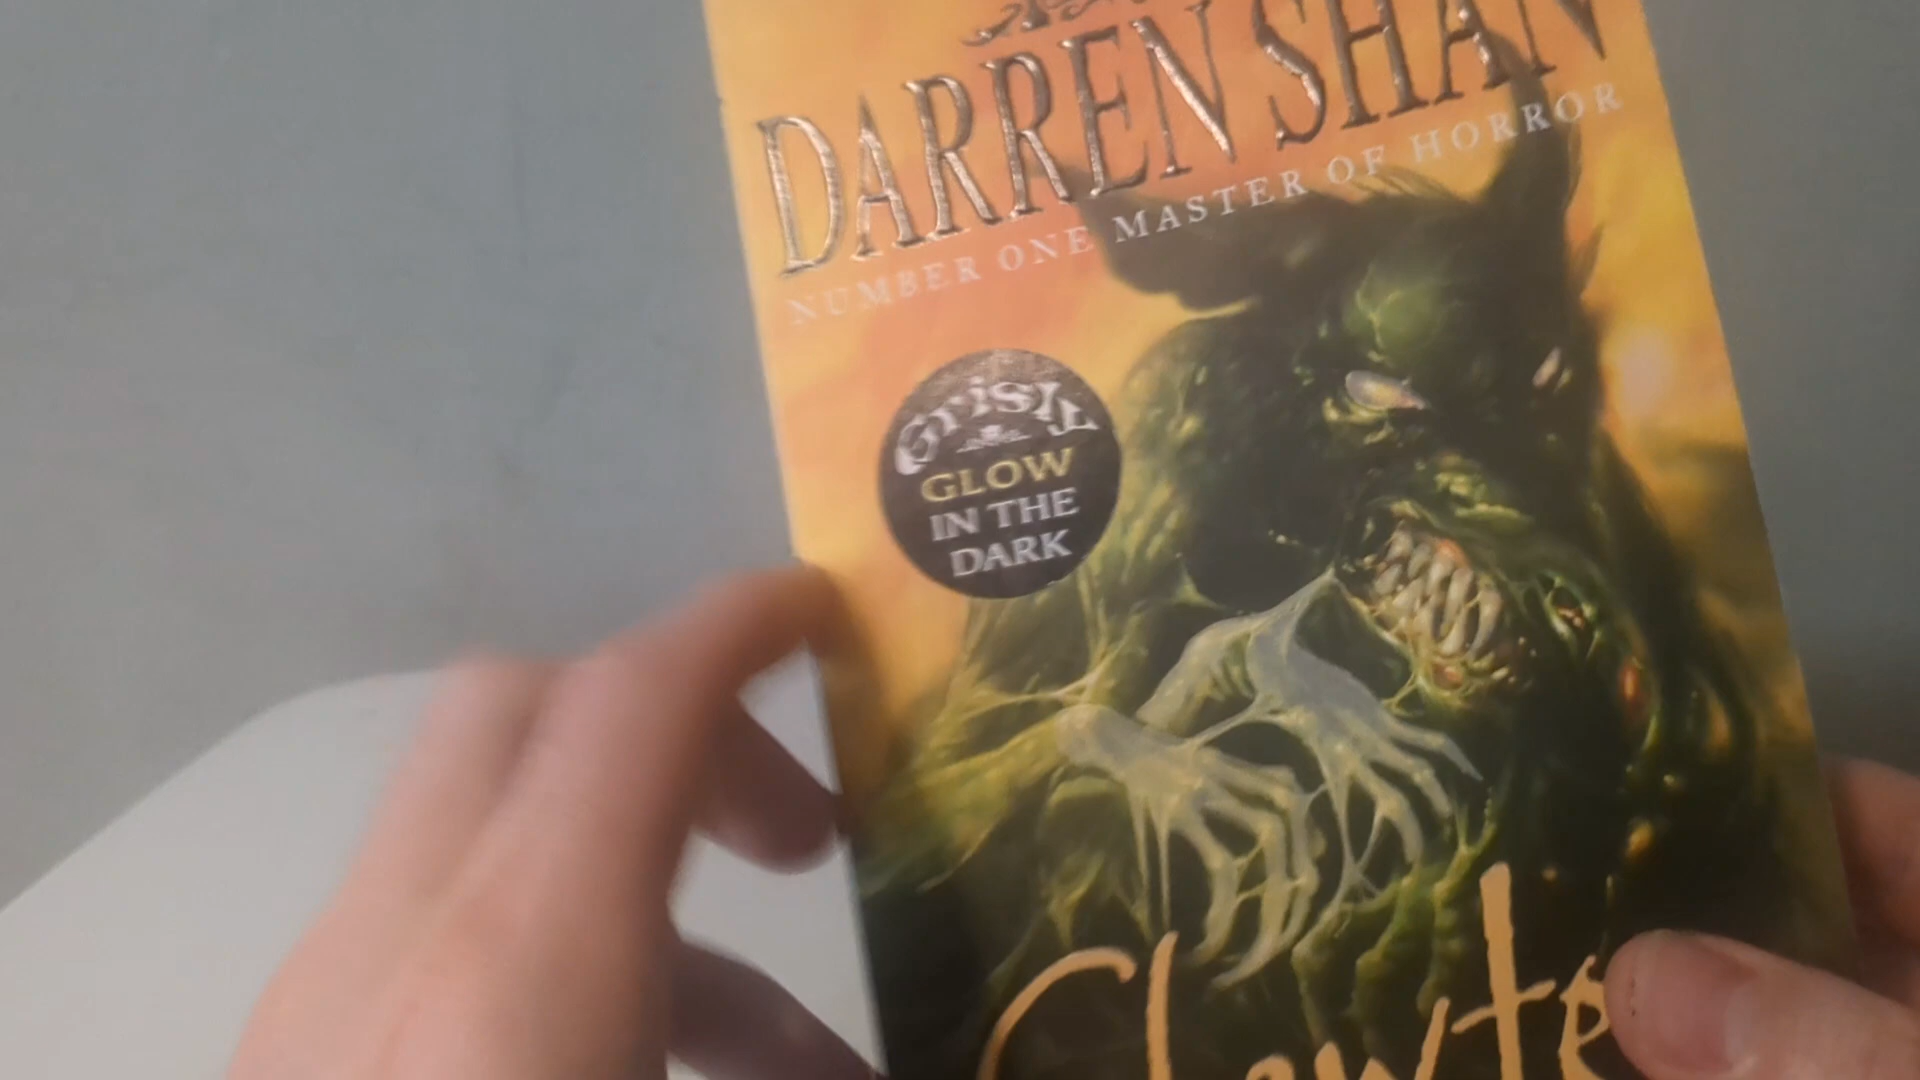 DARREN SHAN
NUMBER ONE MASTER OF HORROR
Grisly
GLOW
IN THE
DARK